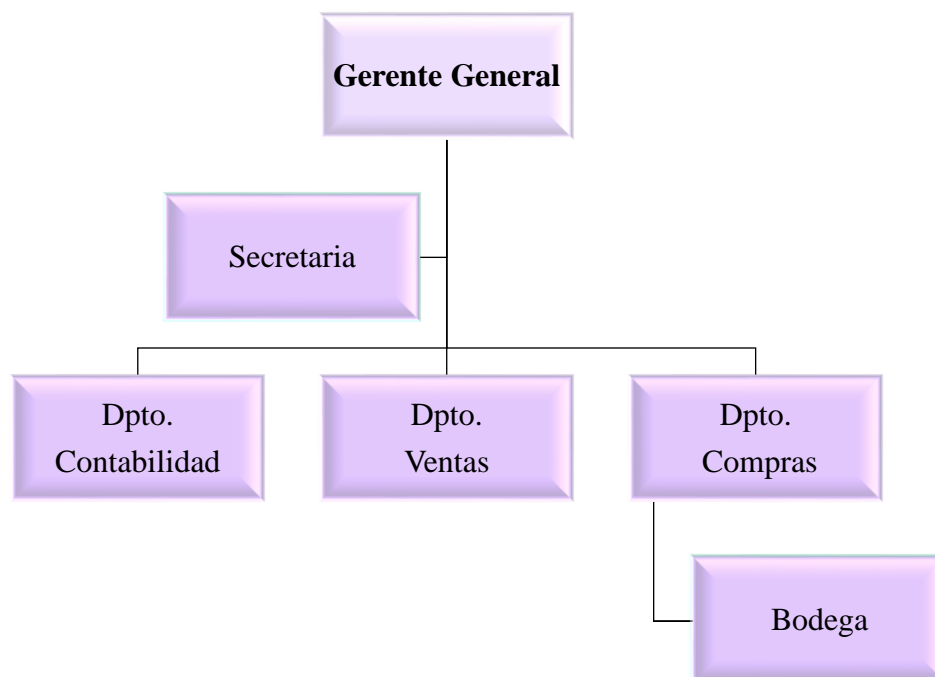 Gerente General
Secretaria
Dpto.
Contabilidad
Dpto.
Ventas
Dpto.
Compras
Bodega